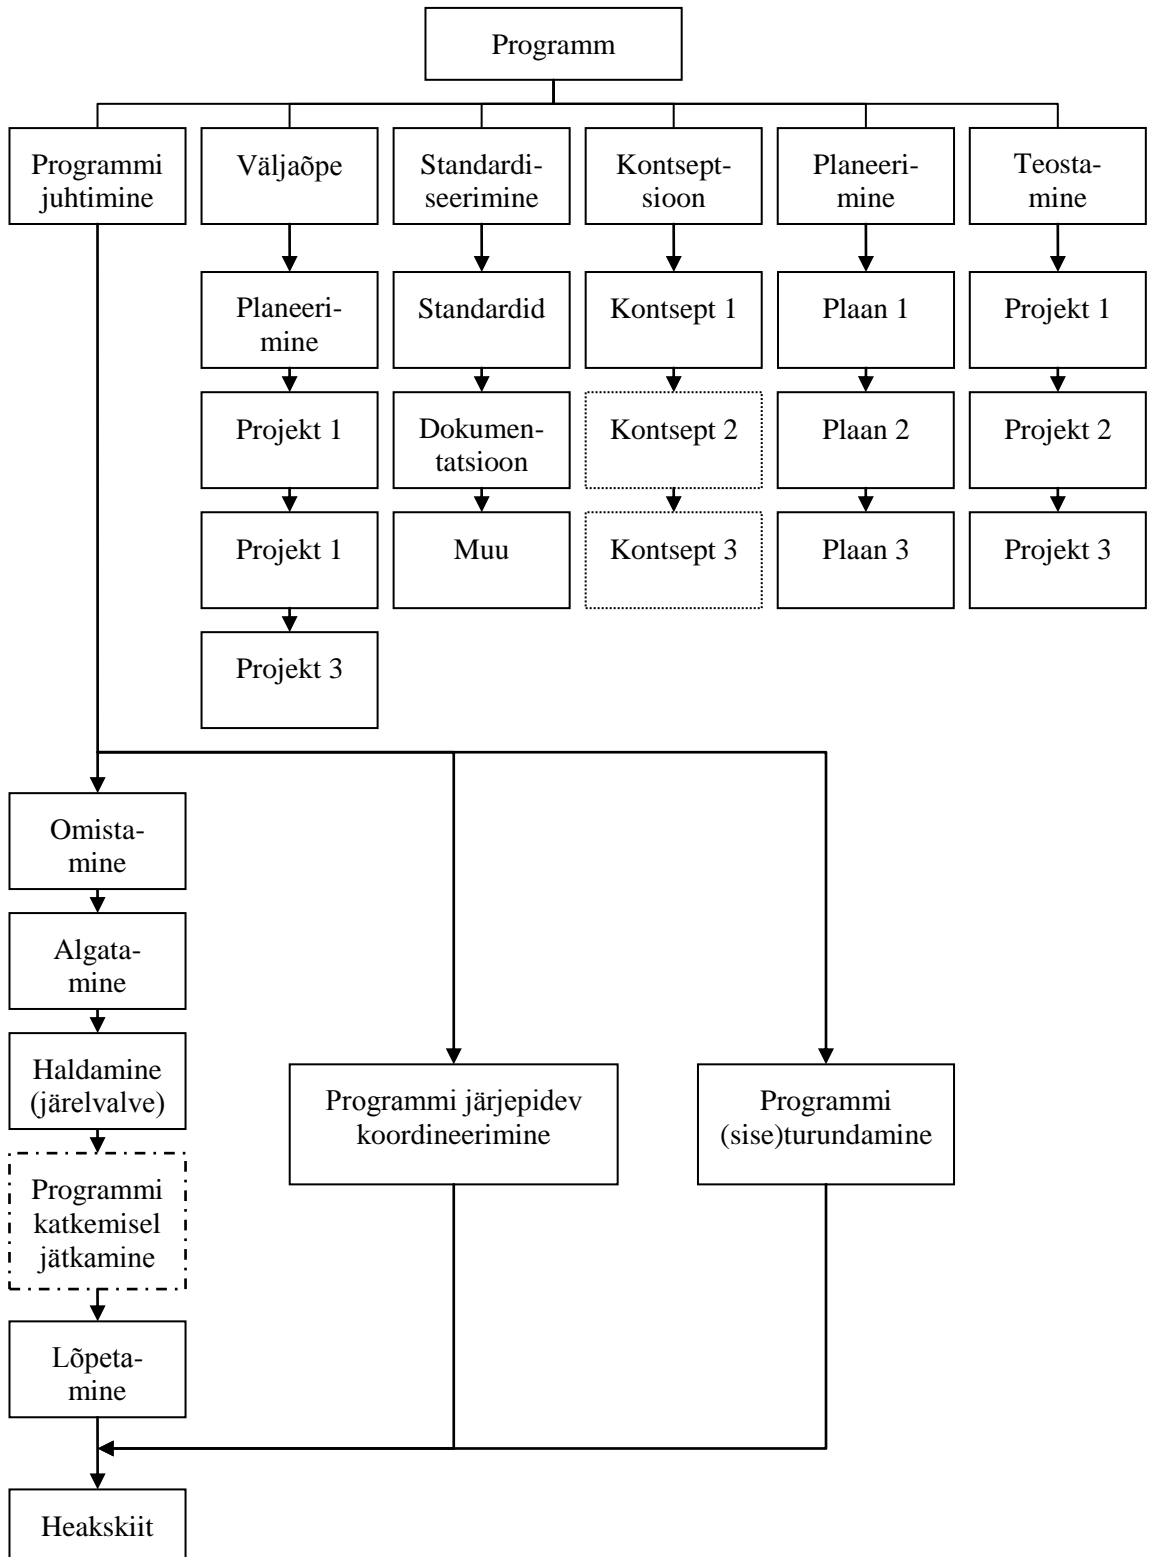 Programm
Programmi
juhtimine
Väljaõpe
Standardi-
seerimine
Kontsept-
sioon
Planeeri-
mine
Teosta-
mine
Planeeri-
mine
Standardid
Kontsept 1
Plaan 1
Projekt 1
Projekt 1
Dokumen-
tatsioon
Kontsept 2
Plaan 2
Projekt 2
Projekt 1
Muu
Kontsept 3
Plaan 3
Projekt 3
Projekt 3
Omista-
mine
Algata-
mine
Haldamine
(järelvalve)
Programmi järjepidev
koordineerimine
Programmi
(sise)turundamine
Programmi
katkemisel
jätkamine
Lõpeta-
mine
Heakskiit